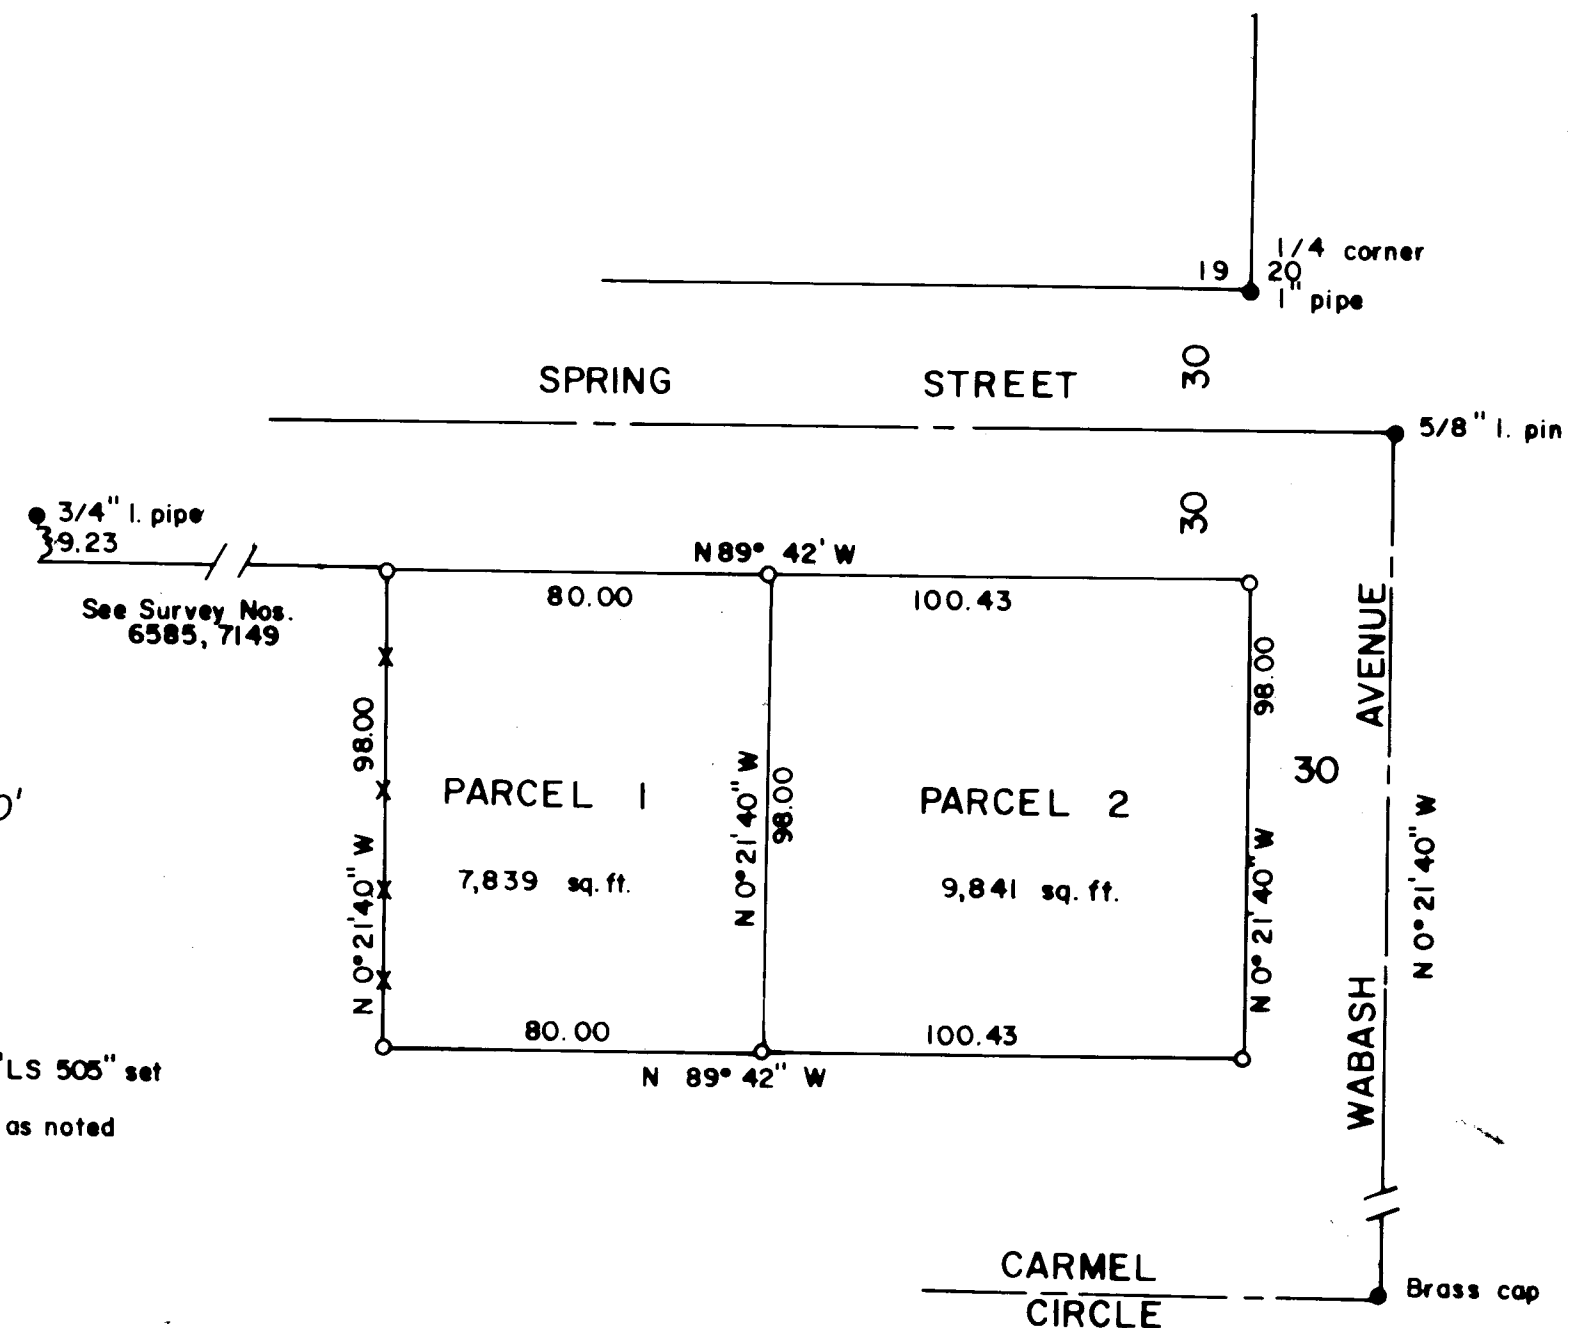 1/4 corner
19 20
1" pipe
30
SPRING STREET
5/8" I. pin
30
3/4" I. pipe
9.23
N 89° 42' W
80.00
100.43
See Survey Nos.
6585, 7149
98.00
N 0° 21' 40" W
PARCEL 1
7,839 sq. ft.
N 0° 21' 40" W
98.00
PARCEL 2
9,841 sq. ft.
98.00
N 0° 21' 40" W
30
WABASH AVENUE
N 0° 21' 40" W
0'
80.00
100.43
N 89° 42" W
"LS 505" set
as noted
CARMEL
CIRCLE
Brass cap